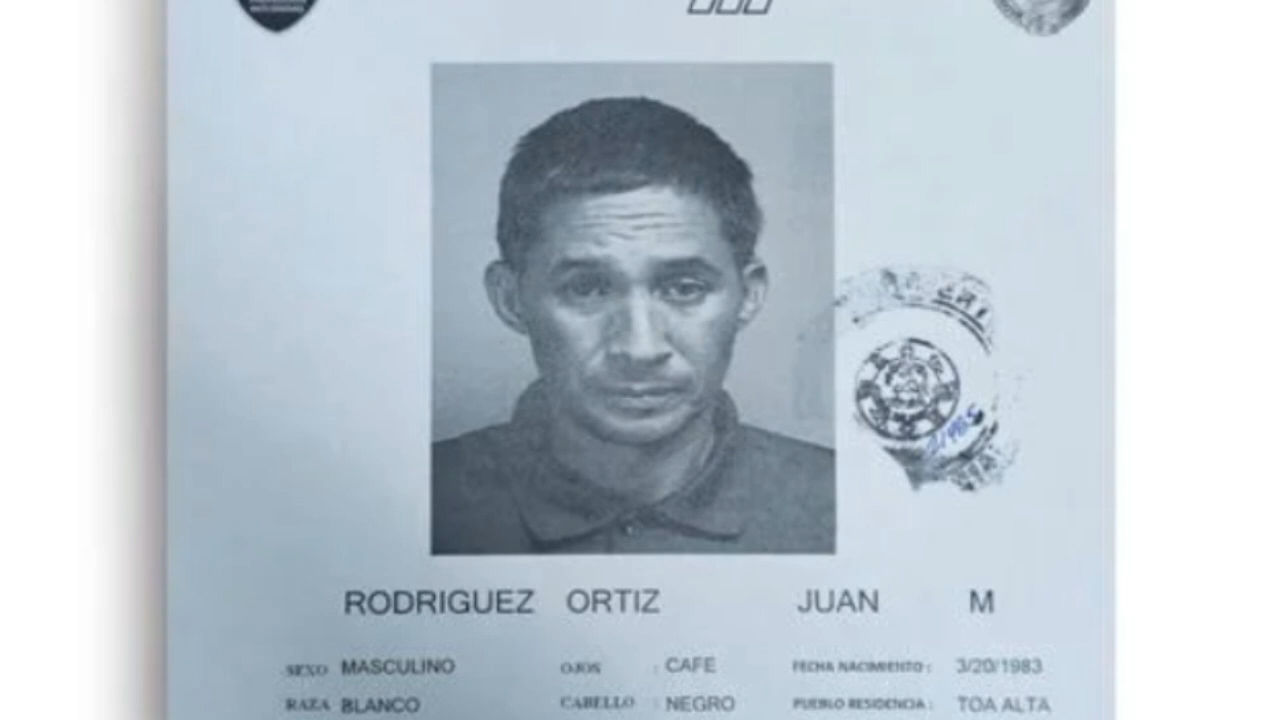 RODRIGUEZ ORTIZ JUAN M
SEXO MASCULINO OJOS : CAFE FECHA NACIMIENTO : 3/20/1983
RAZA BLANCO CABELLO : NEGRO PUEBLO RESIDENCIA : TOA ALTA